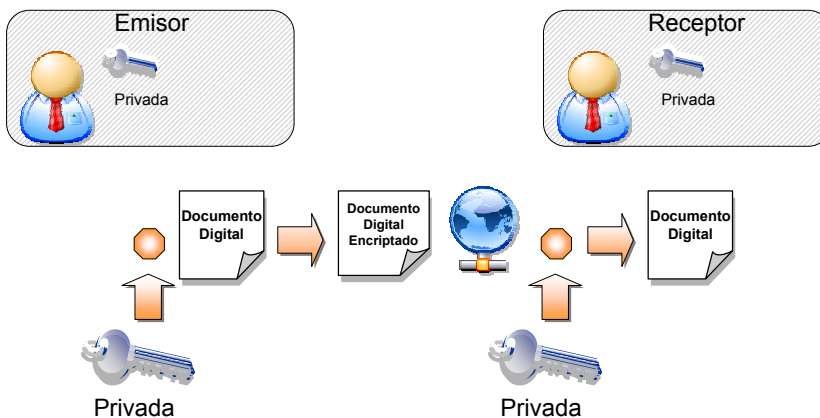 Emisor
Privada
Receptor
Privada
Documento
Digital
Documento
Digital
Encriptado
Documento
Digital
Privada
Privada